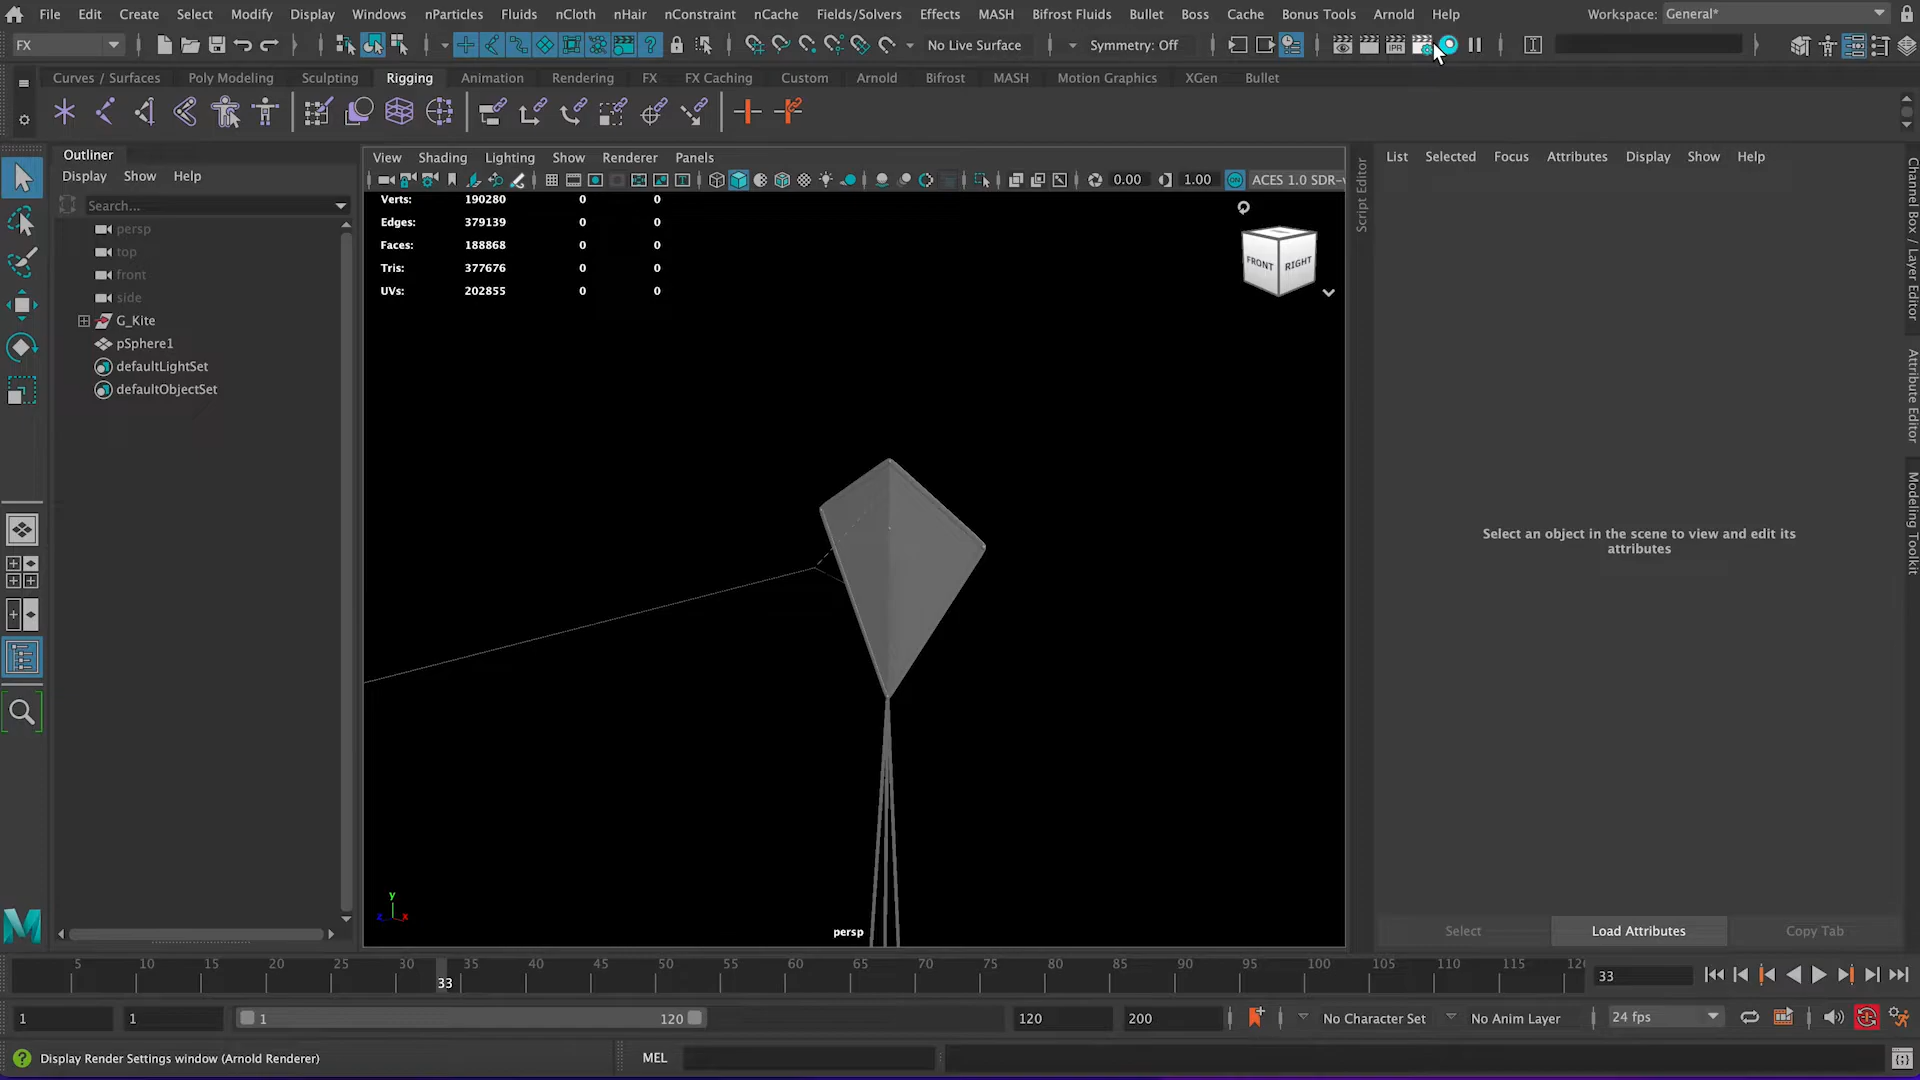 File Edit Create Select Modify Display Windows nParticles Fluids nCloth nHair nConstraint nCache Fields/Solvers Effects MASH Bifrost Fluids Bullet Boss Cache Bonus Tools Arnold Help Workspace: General*
FX No Live Surface Symmetry: Off IPR
Curves / Surfaces Poly Modeling Sculpting Rigging Animation Rendering FX FX Caching Custom Arnold Bifrost MASH Motion Graphics XGen Bullet
Outliner
Display Show Help
Search...
persp
top
front
side
G_Kite
pSphere1
defaultLightSet
defaultObjectSet
View Shading Lighting Show Renderer Panels
0.00 1.00 ON ACES 1.0 SDR-
Verts: 190280 0 0
Edges: 379139 0 0
Faces: 188868 0 0
Tris: 377676 0 0
UVs: 202855 0 0
FRONT RIGHT
y
z x
persp
Script Editor
List Selected Focus Attributes Display Show Help
Select an object in the scene to view and edit its
attributes
Select Load Attributes Copy Tab
Channel Box / Layer Editor
Attribute Editor
Modeling Toolkit
5 10 15 20 25 30 35 40 45 50 55 60 65 70 75 80 85 90 95 100 105 110 115 12
33 33
1 1 1 120 120 200 No Character Set No Anim Layer 24 fps
Display Render Settings window (Arnold Renderer) MEL